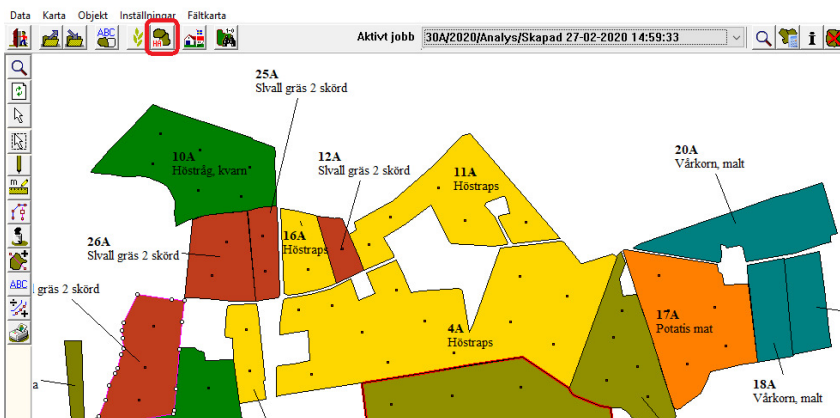 Data Karta Objekt Inställningar Fältkarta
ABC
HH
Aktivt jobb 30A/2020/Analys/Skapad 27-02-2020 14:59:33
i
25A
Slvall gräs 2 skörd
12A
Slvall gräs 2 skörd
10A
Höstråg, kvarn
11A
Höstraps
20A
Vårkorn, malt
16A
Höstraps
26A
Slvall gräs 2 skörd
gräs 2 skörd
17A
Potatis mat
4A
Höstraps
18A
Vårkorn, malt
m
ABC
a